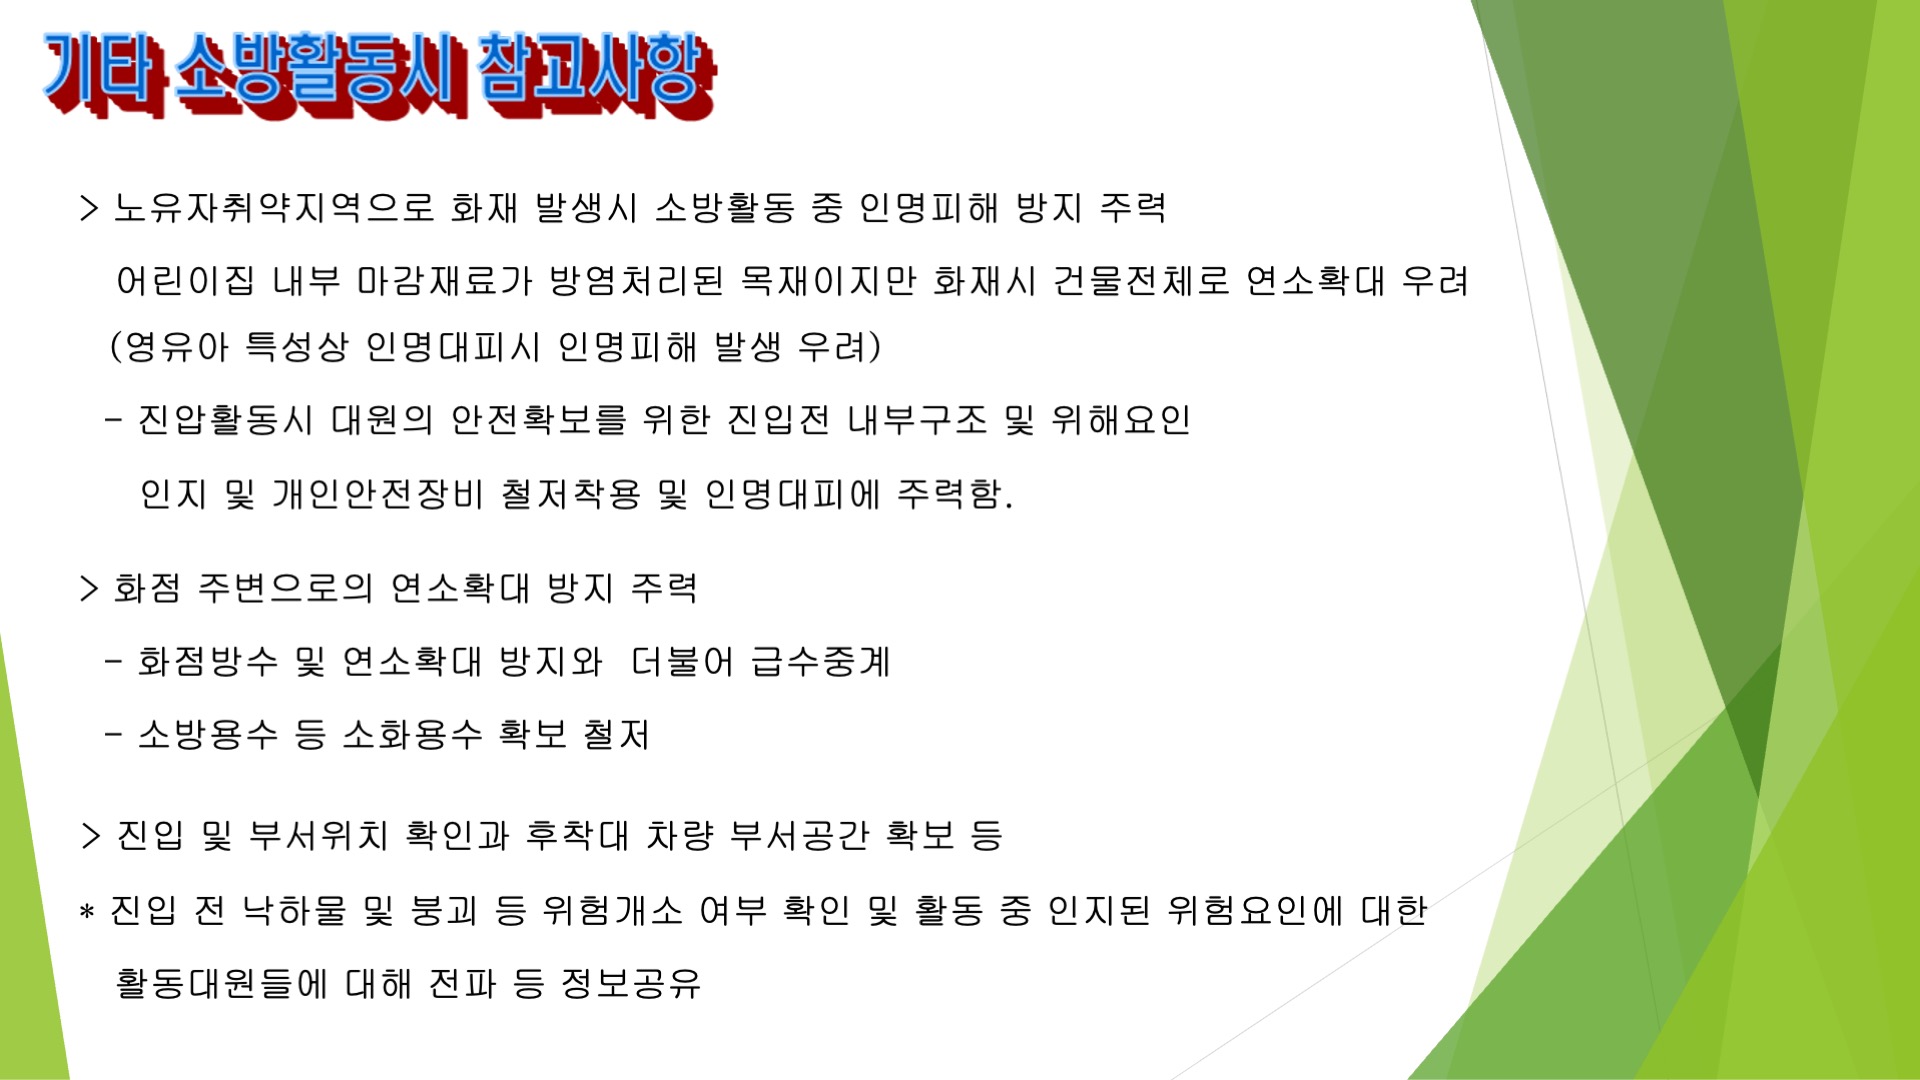 기타 소방활동시 참고사항
> 노유자취약지역으로 화재 발생시 소방활동 중 인명피해 방지 주력
어린이집 내부 마감재료가 방염처리된 목재이지만 화재시 건물전체로 연소확대 우려
(영유아 특성상 인명대피시 인명피해 발생 우려)
- 진압활동시 대원의 안전확보를 위한 진입전 내부구조 및 위해요인
인지 및 개인안전장비 철저착용 및 인명대피에 주력함.
> 화점 주변으로의 연소확대 방지 주력
- 화점방수 및 연소확대 방지와 더불어 급수중계
- 소방용수 등 소화용수 확보 철저
> 진입 및 부서위치 확인과 후착대 차량 부서공간 확보 등
* 진입 전 낙하물 및 붕괴 등 위험개소 여부 확인 및 활동 중 인지된 위험요인에 대한
활동대원들에 대해 전파 등 정보공유